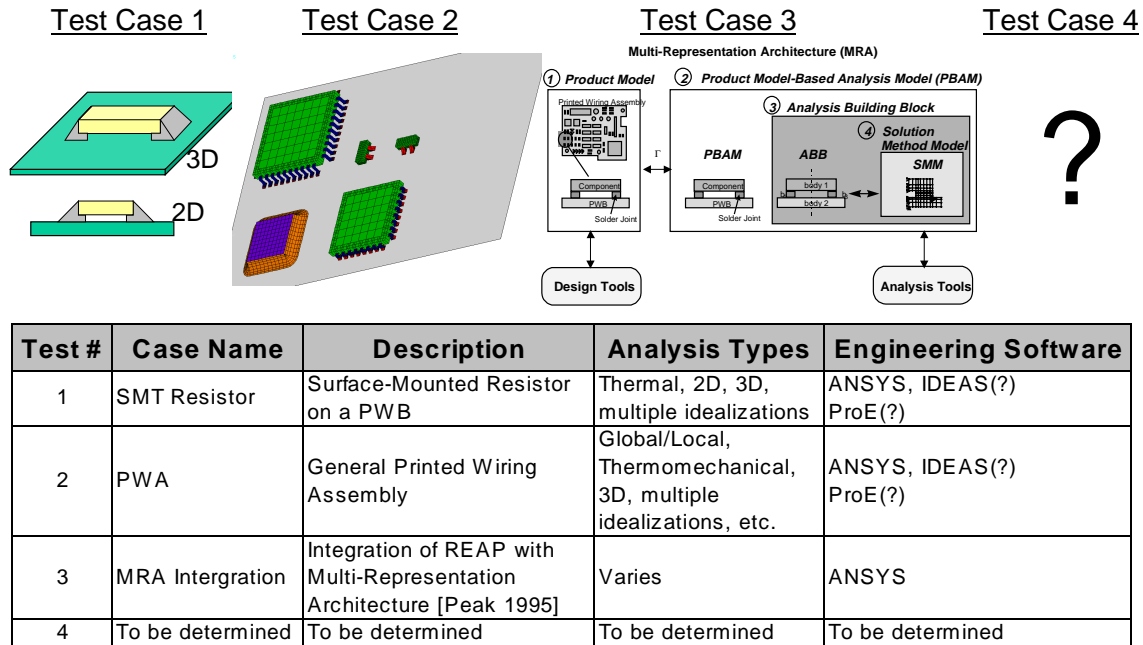 Test Case 1
Test Case 2
Test Case 3
Test Case 4
3D
2D
Multi-Representation Architecture (MRA)
1 Product Model
2 Product Model-Based Analysis Model (PBAM)
Printed Wiring Assembly
3 Analysis Building Block
4 Solution
Method Model
Γ
PBAM
ABB
SMM
Component
PWB
Solder Joint
Component
PWB
Solder Joint
body 1
body 2
Design Tools
Analysis Tools
?
Test # Case Name Description Analysis Types Engineering Software
1 SMT Resistor Surface-Mounted Resistor
on a PWB
Thermal, 2D, 3D,
multiple idealizations
ANSYS, IDEAS(?)
ProE(?)
2 PWA General Printed Wiring
Assembly
Global/Local,
Thermomechanical,
3D, multiple
idealizations, etc.
ANSYS, IDEAS(?)
ProE(?)
3 MRA Intergration Integration of REAP with
Multi-Representation
Architecture [Peak 1995]
Varies
ANSYS
4 To be determined To be determined To be determined To be determined